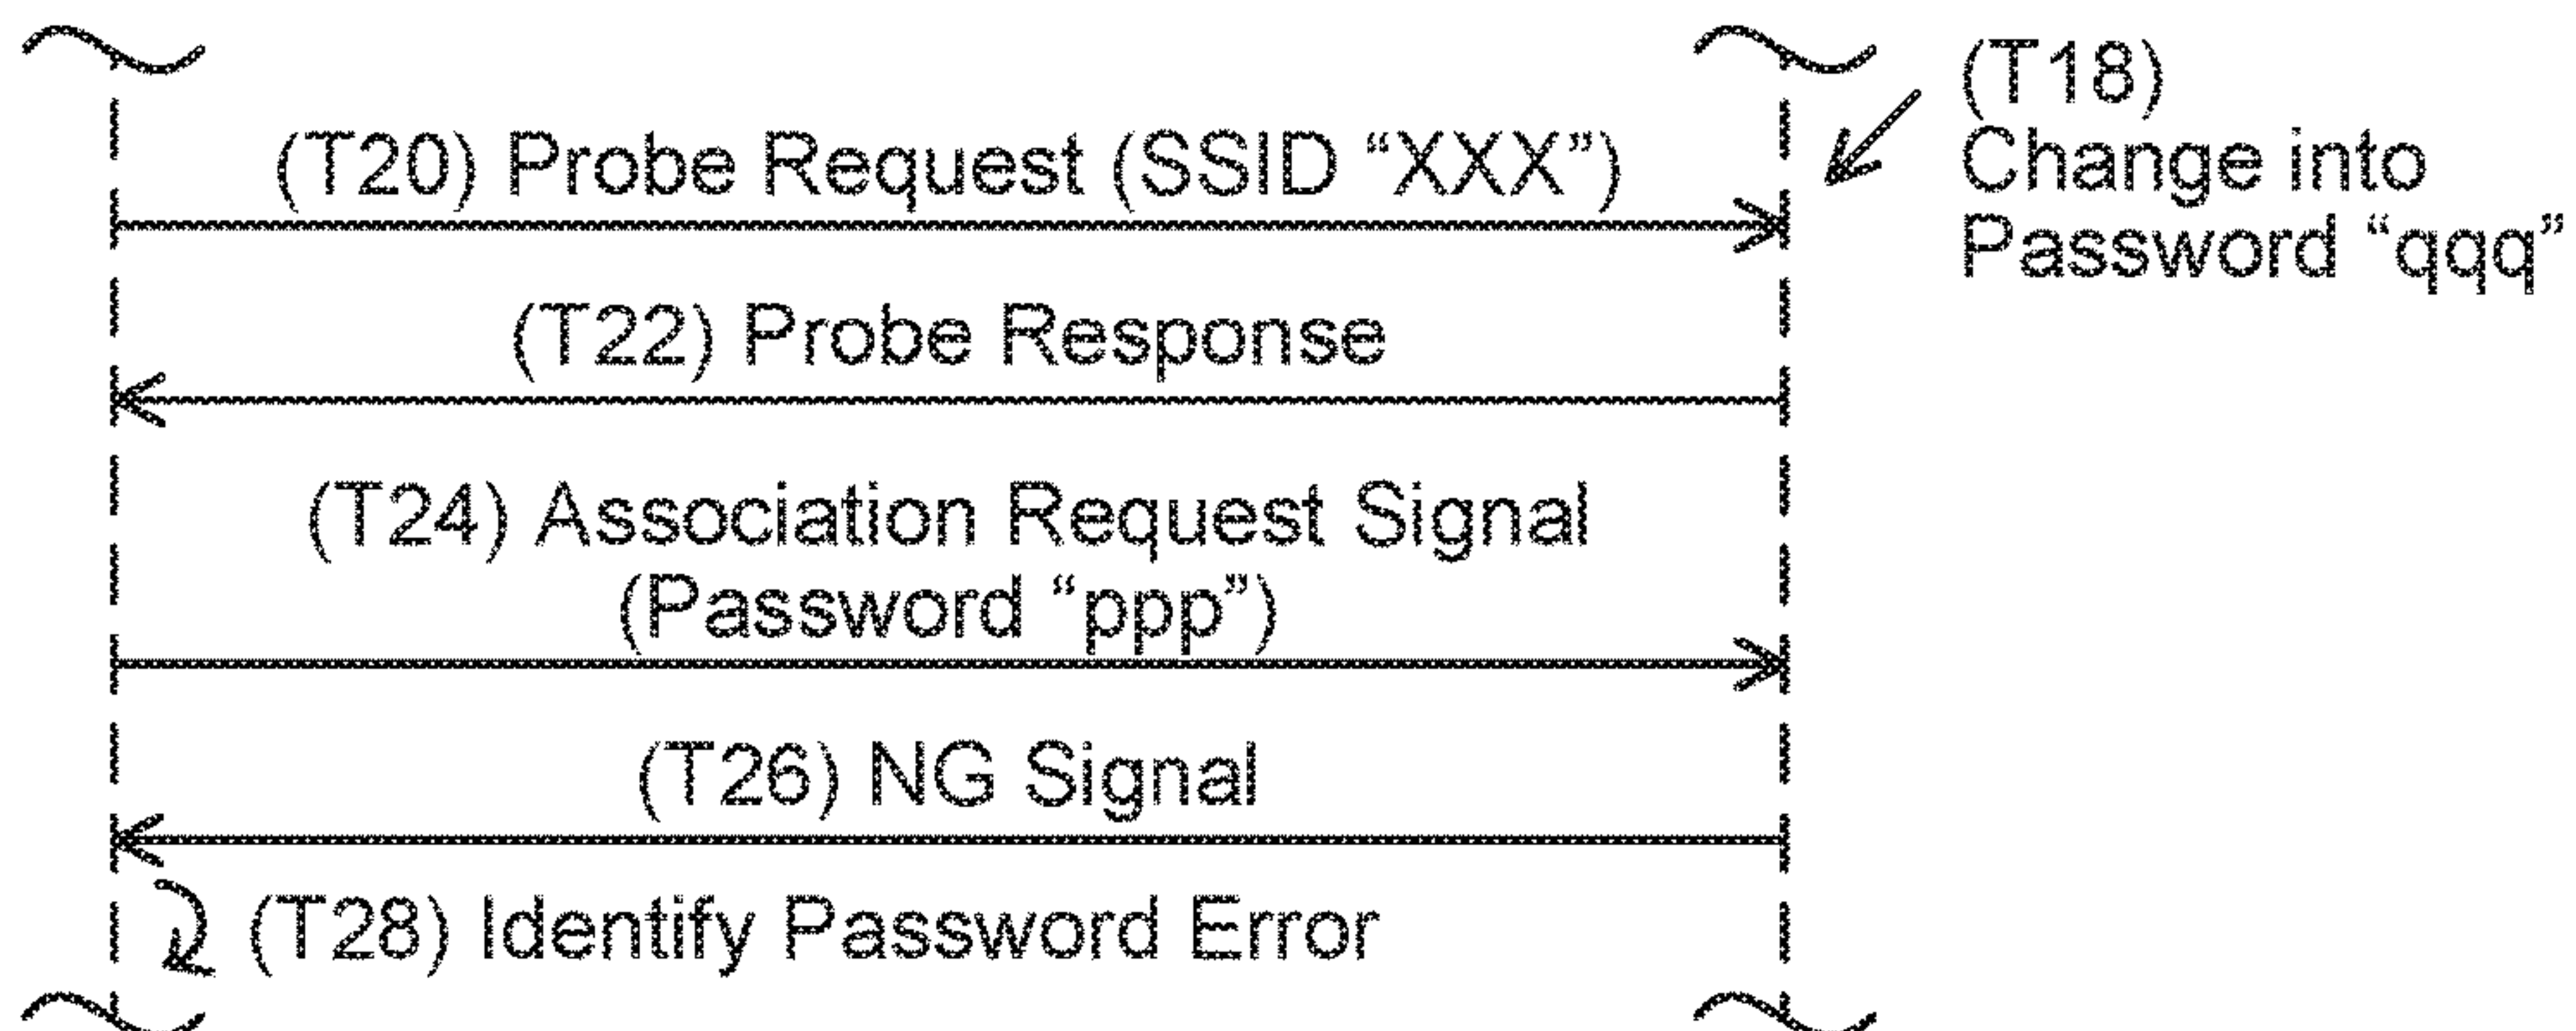 (T18)
Change into
Password “qqq”
(T20) Probe Request (SSID “XXX”)
(T22) Probe Response
(T24) Association Request Signal
(Password “ppp”)
(T26) NG Signal
(T28) Identify Password Error